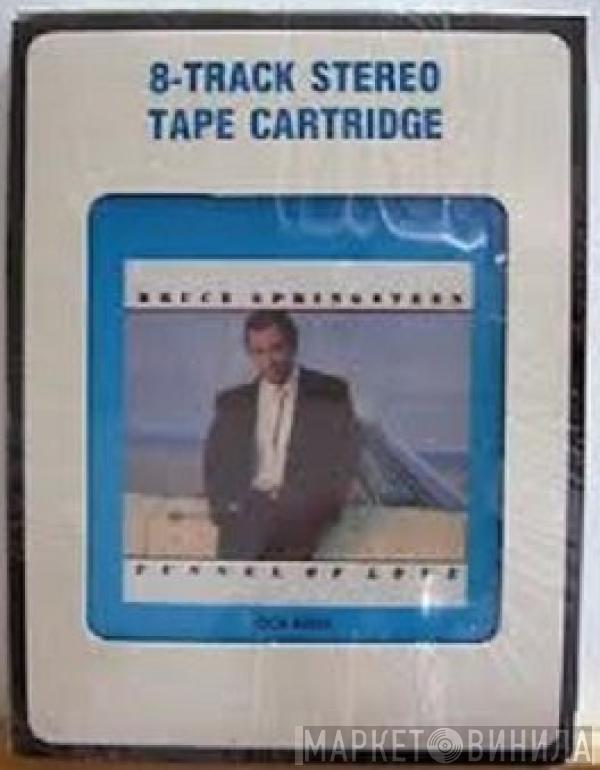 8-TRACK STEREO
TAPE CARTRIDGE
BRUCE SPRINGSTEEN
TUNNEL OF LOVE
МАРКЕТ ВИНИЛА